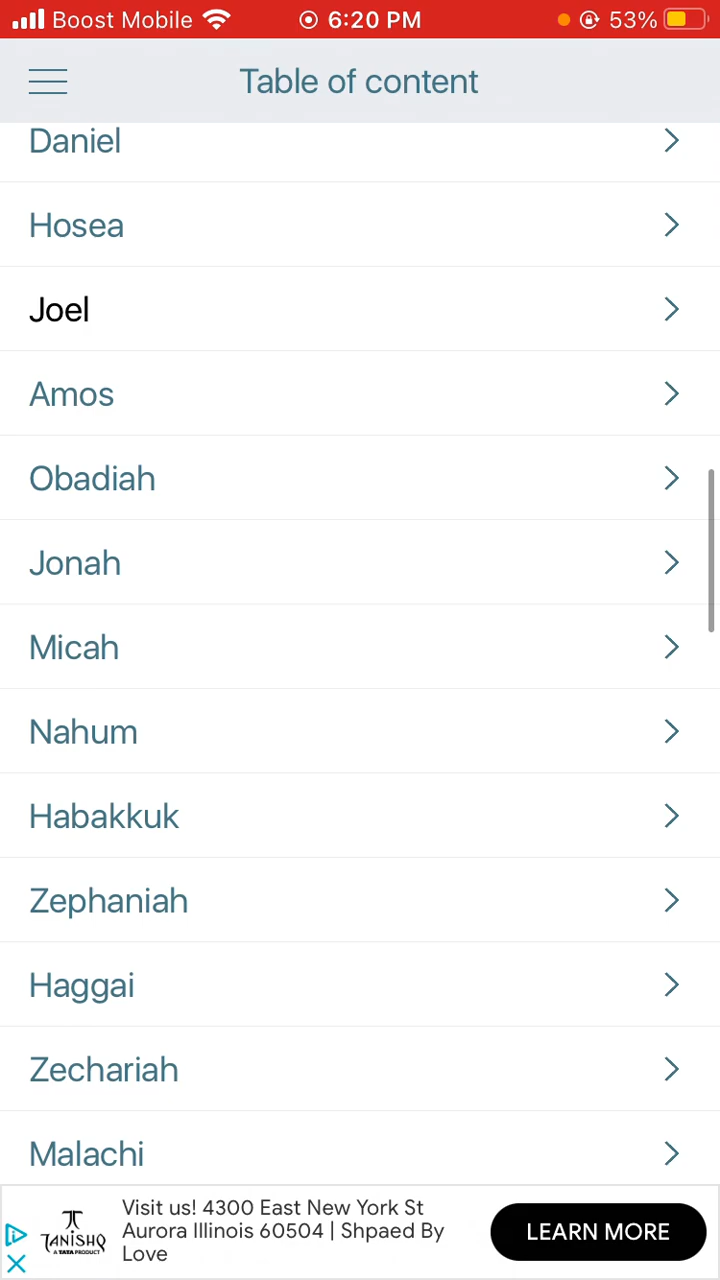 Boost Mobile 6:20 PM 53%
Table of content
Daniel
Hosea
Joel
Amos
Obadiah
Jonah
Micah
Nahum
Habakkuk
Zephaniah
Haggai
Zechariah
Malachi
TANISHQ
A TATA PRODUCT
Visit us! 4300 East New York St
Aurora Illinois 60504 | Shpaed By
Love
LEARN MORE